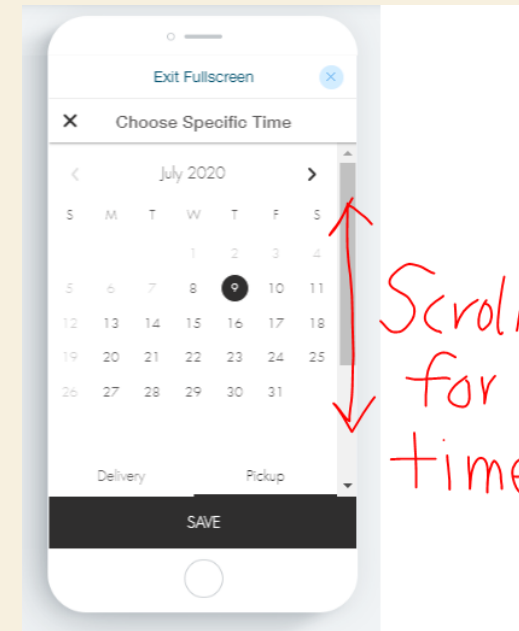 Exit Fullscreen
Choose Specific Time
July 2020
S M T W T F S
1 2 3 4
5 6 7 8 9 10 11
12 13 14 15 16 17 18
19 20 21 22 23 24 25
26 27 28 29 30 31
Delivery Pickup
SAVE
Scroll
for
time